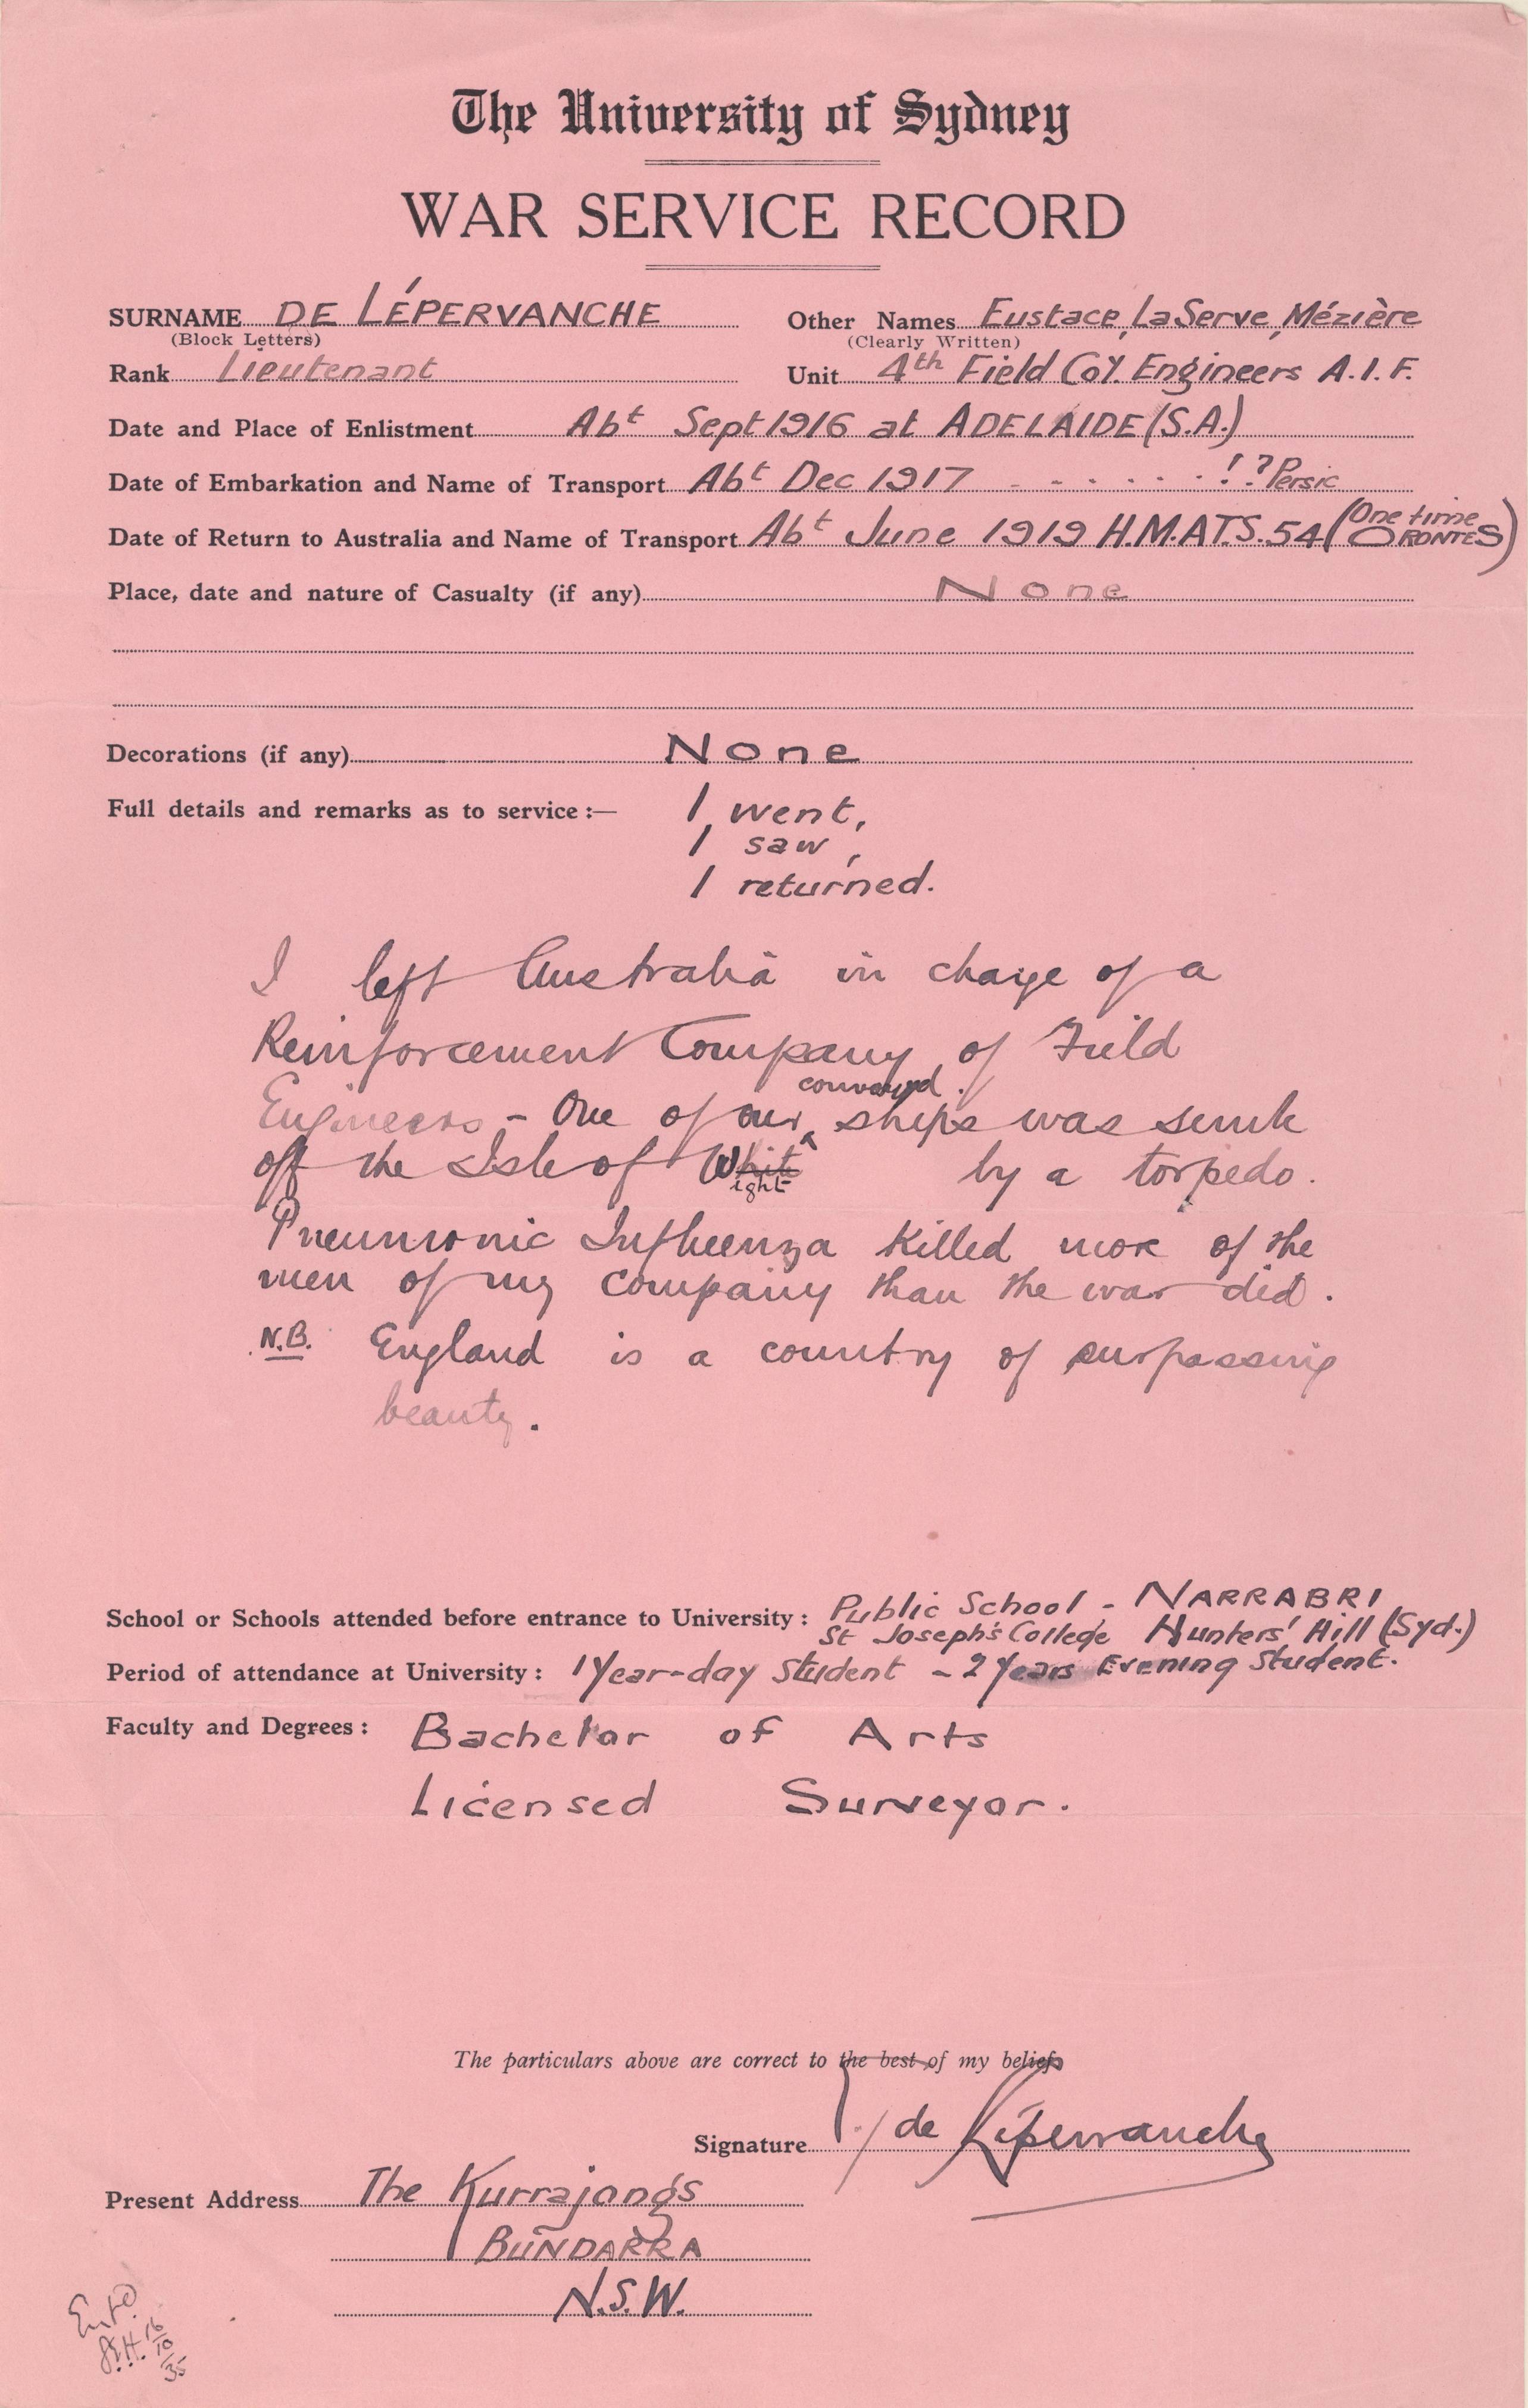 The University of Sydney
WAR SERVICE RECORD
SURNAME DE LÉPERVANCHE Other Names Eustace, LaServe, Mézière
(Block Letters) (Clearly Written)
Rank Lieutenant Unit 4th Field Coy. Engineers A.I.F.
Date and Place of Enlistment Abt Sept 1916 at ADELAIDE (S.A.)
Date of Embarkation and Name of Transport Abt Dec 1917 - - . . . . . !? ? Persic
Date of Return to Australia and Name of Transport Abt June 1919 H.M.A.T.S. 54 (One time ORONTES)
Place, date and nature of Casualty (if any) None
Decorations (if any) None
Full details and remarks as to service :— I went,
I saw,
I returned.
I left Australia in charge of a
Reinforcement Company of Field
convoyed
Engineers - One of our ships was sunk
off the Isle of White by a torpedo.
ight
Pneumonic Influenza killed more of the
men of my company than the war did.
N.B. England is a country of surpassing
beauty.
School or Schools attended before entrance to University : Public School - NARRABRI
St Joseph's College Hunters' Hill (Syd.)
Period of attendance at University : 1 Year-day student - 2 Years Evening Student.
Faculty and Degrees : Bachelor of Arts
Licensed Surveyor.
The particulars above are correct to the best of my belief
Signature de Lépervanche
Present Address The Kurrajongs
BUNDARRA
N.S.W.
Entd
16/10/35